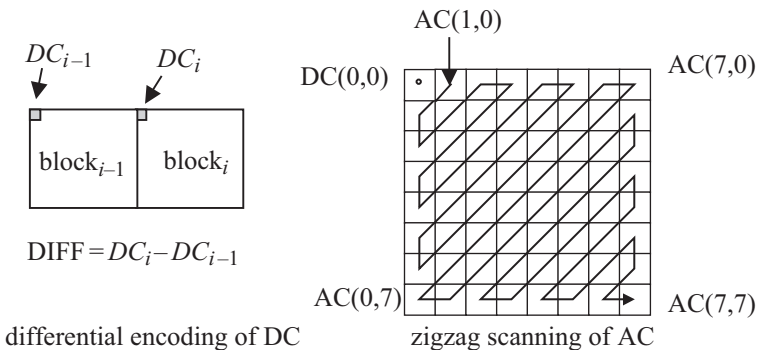 DC_{i–1}
DC_i
block_{i–1}
block_i
DIFF = DC_i – DC_{i–1}
differential encoding of DC
AC(1,0)
DC(0,0)
AC(7,0)
AC(0,7)
AC(7,7)
zigzag scanning of AC